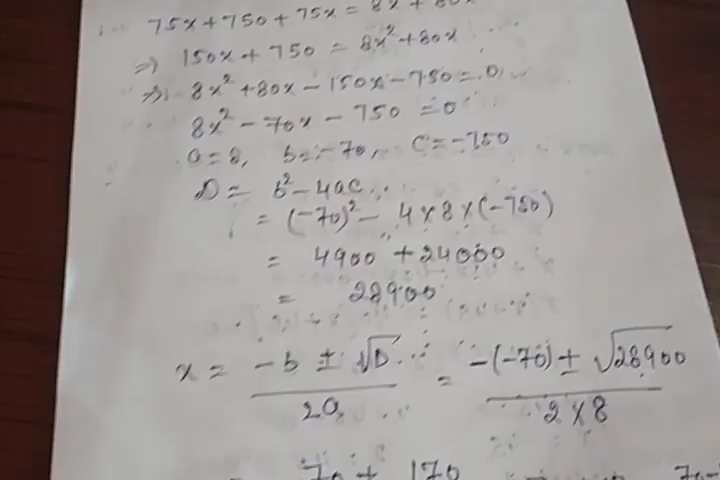 75x + 750 + 75x = 8x² + 80x
⇒ 150x + 750 = 8x² + 80x
⇒ 8x² + 80x - 150x - 750 = 0
8x² - 70x - 750 = 0
a = 8, b = -70, c = -750
D = b² - 4ac
= (-70)² - 4 × 8 × (-750)
= 4900 + 24000
= 28900
x = (-b ± √D) / 2a = (-(-70) ± √28900) / (2 × 8)
70 + 170